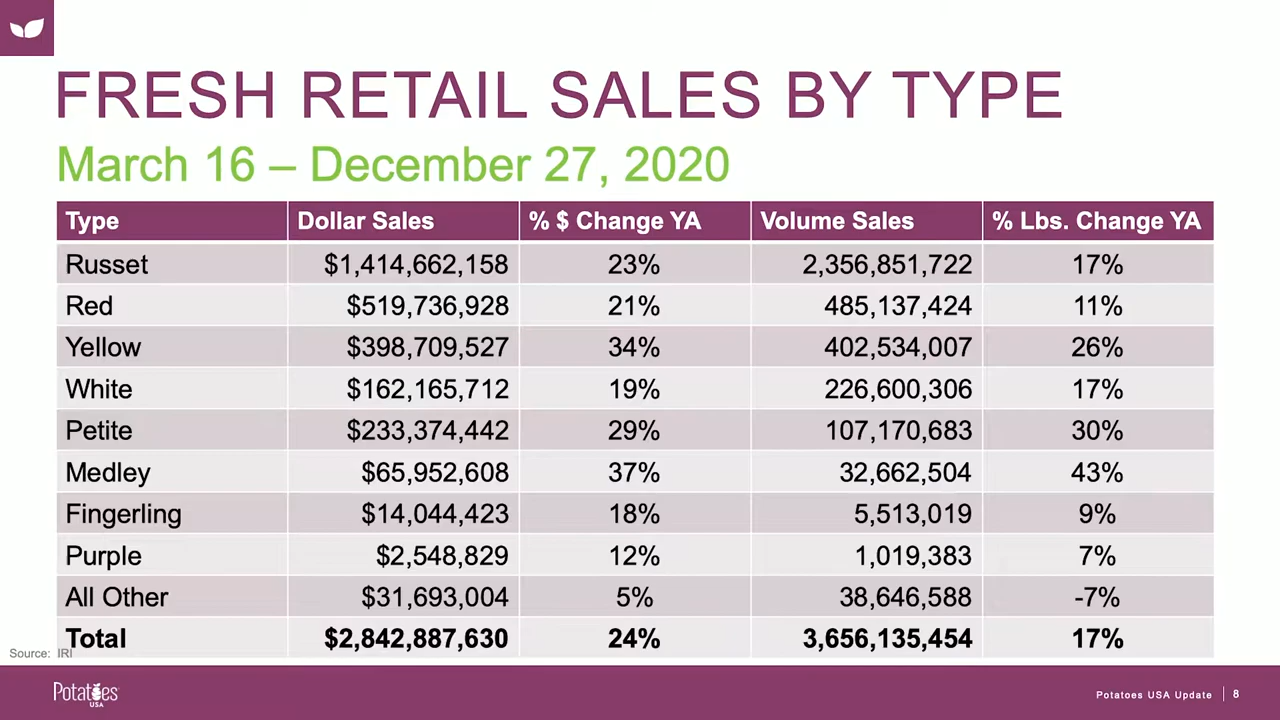 FRESH RETAIL SALES BY TYPE
March 16 – December 27, 2020
Type Dollar Sales % $ Change YA Volume Sales % Lbs. Change YA
Russet $1,414,662,158 23% 2,356,851,722 17%
Red $519,736,928 21% 485,137,424 11%
Yellow $398,709,527 34% 402,534,007 26%
White $162,165,712 19% 226,600,306 17%
Petite $233,374,442 29% 107,170,683 30%
Medley $65,952,608 37% 32,662,504 43%
Fingerling $14,044,423 18% 5,513,019 9%
Purple $2,548,829 12% 1,019,383 7%
All Other $31,693,004 5% 38,646,588 -7%
Total $2,842,887,630 24% 3,656,135,454 17%
Source: IRI
Potatoes
USA
Potatoes USA Update 8